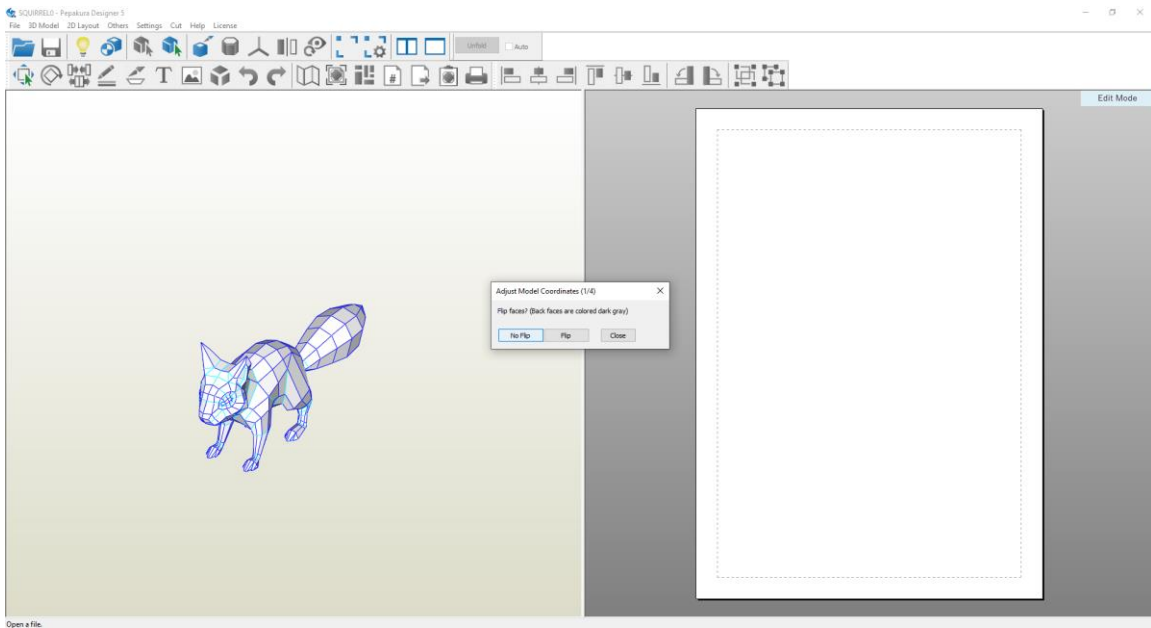 SQUIRREL0 - Pepakura Designer 5
File 3D Model 2D Layout Others Settings Cut Help License
Unfold Auto
T #
Edit Mode
Adjust Model Coordinates (1/4)
Flip faces? (Back faces are colored dark gray)
No Flip Flip Close
Open a file.